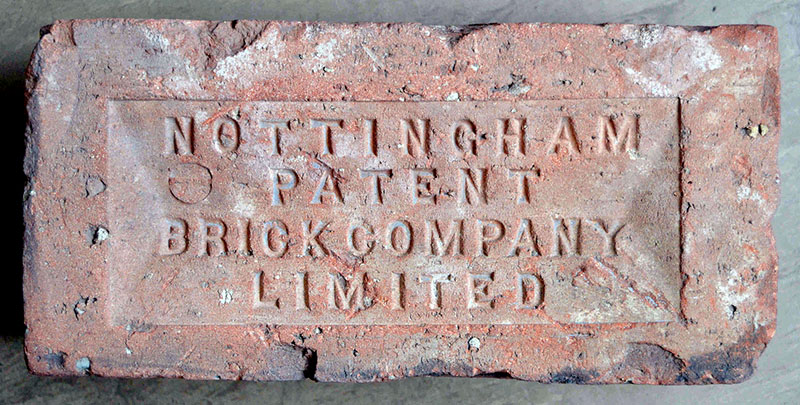 NOTTINGHAM
PATENT
BRICK COMPANY
LIMITED